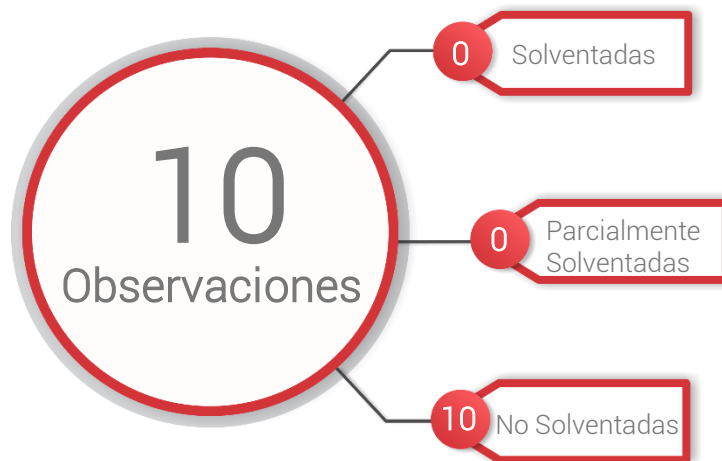 10
Observaciones
0
Solventadas
0
Parcialmente
Solventadas
10
No Solventadas